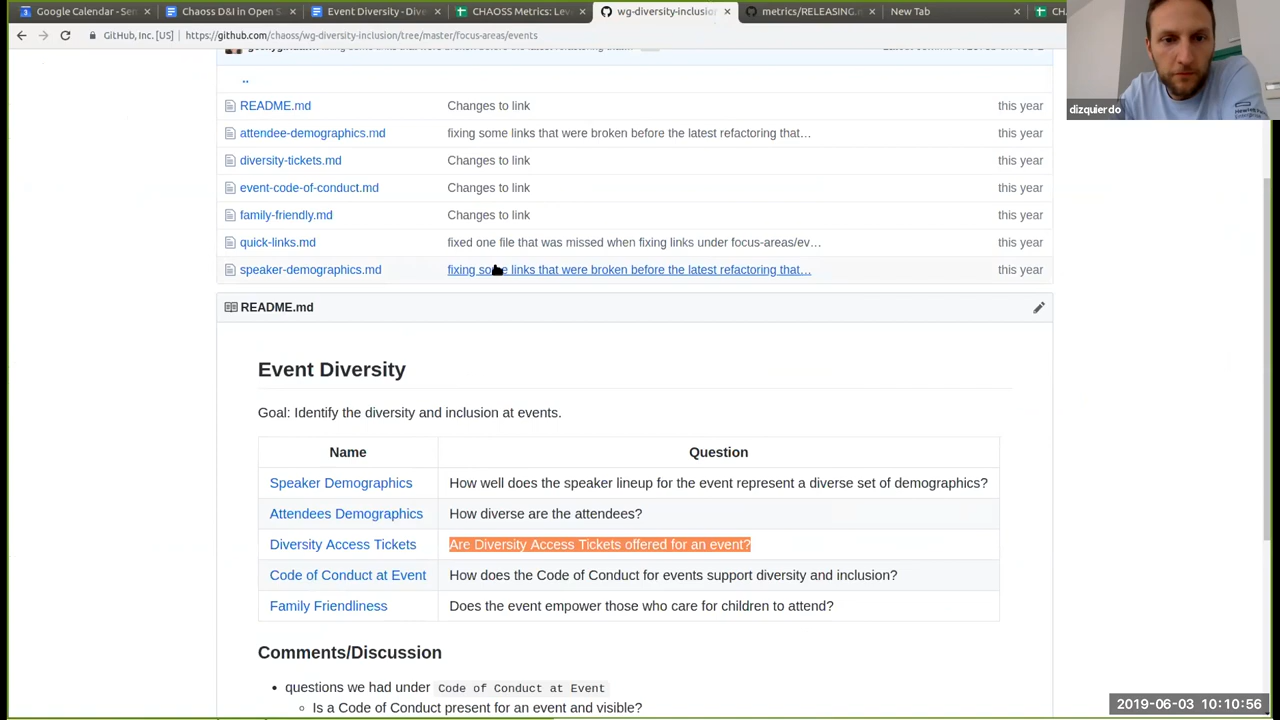 Google Calendar - Sen
Chaoss D&I in Open S
Event Diversity - Dive
CHAOSS Metrics: Lev
wg-diversity-inclusio
metrics/RELEASING.m
New Tab
CH
GitHub, Inc. [US] https://github.com/chaoss/wg-diversity-inclusion/tree/master/focus-areas/events
dizquierdo
..
README.md Changes to link this year
attendee-demographics.md fixing some links that were broken before the latest refactoring that… this year
diversity-tickets.md Changes to link this year
event-code-of-conduct.md Changes to link this year
family-friendly.md Changes to link this year
quick-links.md fixed one file that was missed when fixing links under focus-areas/ev… this year
speaker-demographics.md fixing some links that were broken before the latest refactoring that… this year
README.md
Event Diversity
Goal: Identify the diversity and inclusion at events.
Name Question
Speaker Demographics How well does the speaker lineup for the event represent a diverse set of demographics?
Attendees Demographics How diverse are the attendees?
Diversity Access Tickets Are Diversity Access Tickets offered for an event?
Code of Conduct at Event How does the Code of Conduct for events support diversity and inclusion?
Family Friendliness Does the event empower those who care for children to attend?
Comments/Discussion
• questions we had under Code of Conduct at Event
Is a Code of Conduct present for an event and visible?
2019-06-03 10:10:56